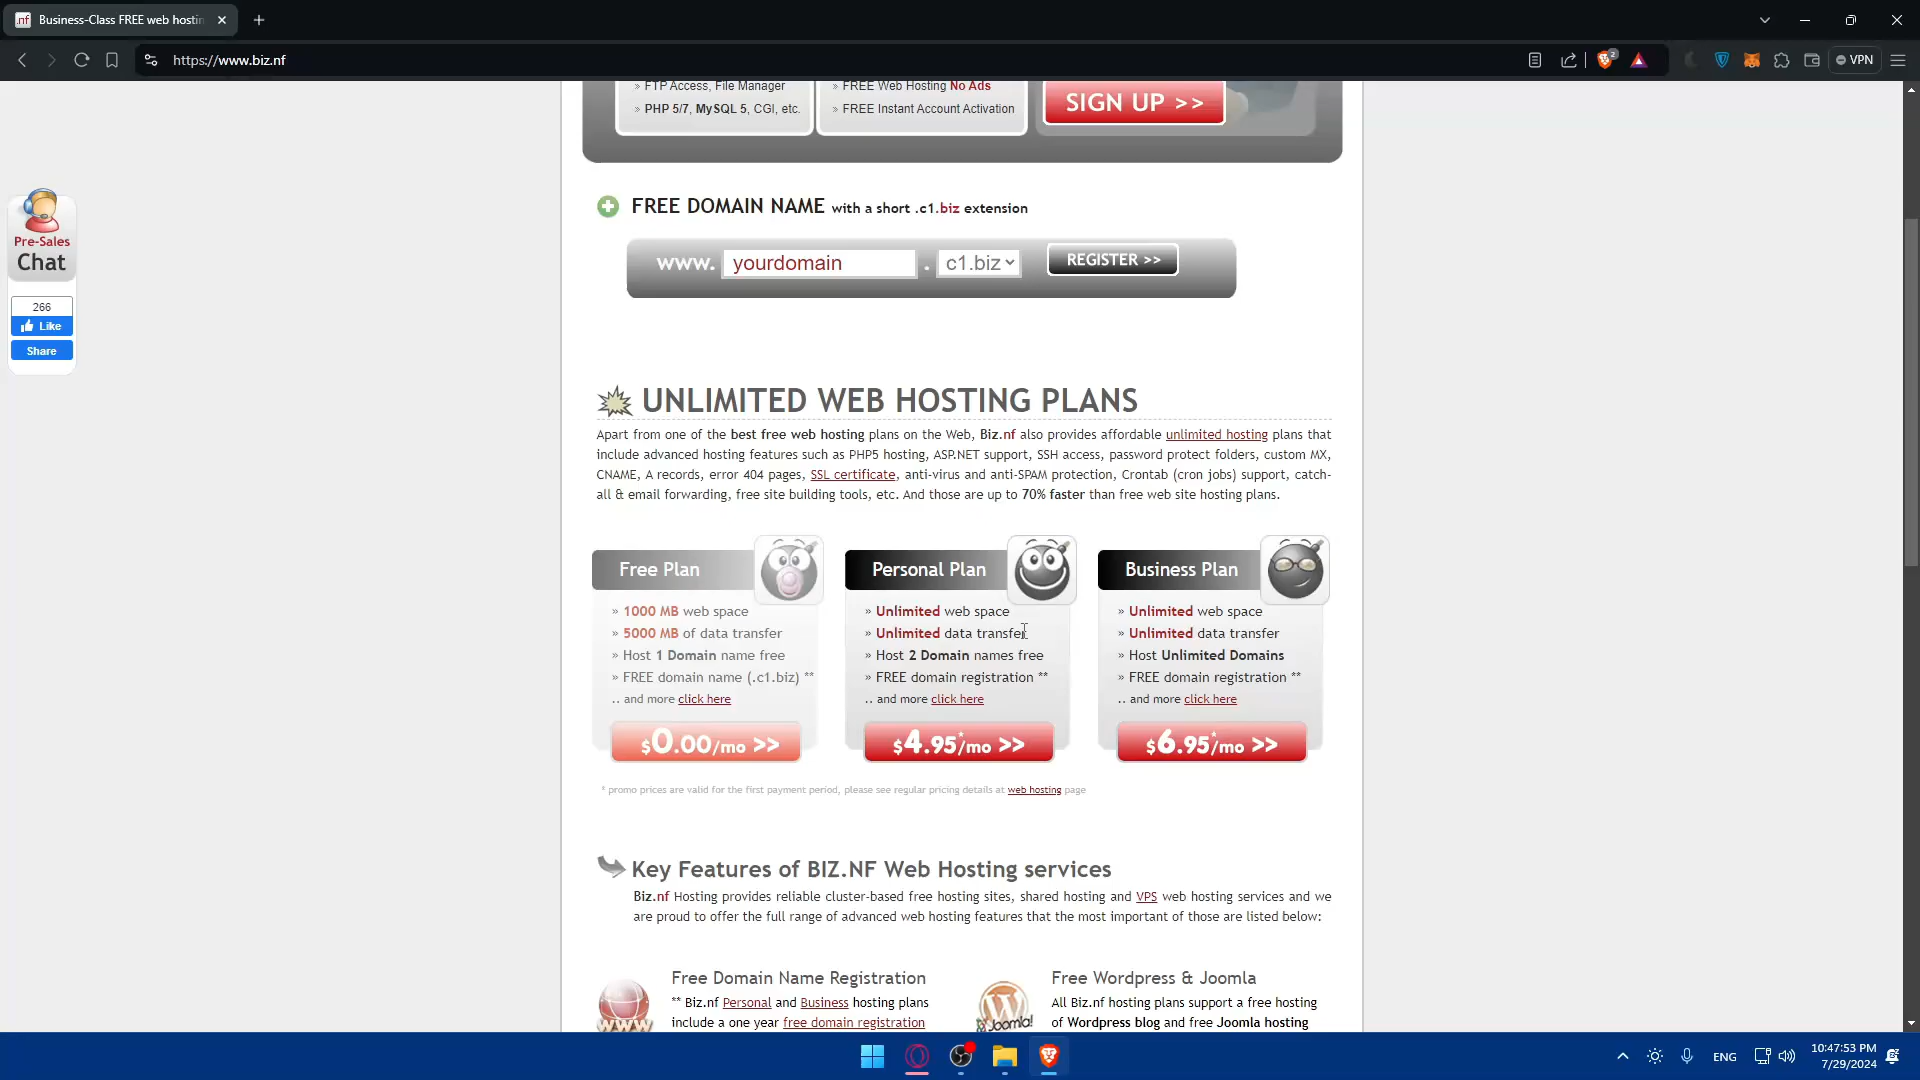 .nf Business-Class FREE web hostin
https://www.biz.nf
2
VPN
» FTP Access, File Manager
» PHP 5/7, MySQL 5, CGI, etc.
» FREE Web Hosting No Ads
» FREE Instant Account Activation
SIGN UP >>
Pre-Sales
Chat
266
Like
Share
FREE DOMAIN NAME with a short .c1.biz extension
www. yourdomain . c1.biz REGISTER >>
UNLIMITED WEB HOSTING PLANS
Apart from one of the best free web hosting plans on the Web, Biz.nf also provides affordable unlimited hosting plans that
include advanced hosting features such as PHP5 hosting, ASP.NET support, SSH access, password protect folders, custom MX,
CNAME, A records, error 404 pages, SSL certificate, anti-virus and anti-SPAM protection, Crontab (cron jobs) support, catch-
all & email forwarding, free site building tools, etc. And those are up to 70% faster than free web site hosting plans.
Free Plan
» 1000 MB web space
» 5000 MB of data transfer
» Host 1 Domain name free
» FREE domain name (.c1.biz) **
.. and more click here
$0.00/mo >>
Personal Plan
» Unlimited web space
» Unlimited data transfer
» Host 2 Domain names free
» FREE domain registration **
.. and more click here
$4.95*/mo >>
Business Plan
» Unlimited web space
» Unlimited data transfer
» Host Unlimited Domains
» FREE domain registration **
.. and more click here
$6.95*/mo >>
* promo prices are valid for the first payment period, please see regular pricing details at web hosting page
Key Features of BIZ.NF Web Hosting services
Biz.nf Hosting provides reliable cluster-based free hosting sites, shared hosting and VPS web hosting services and we
are proud to offer the full range of advanced web hosting features that the most important of those are listed below:
WWW
Free Domain Name Registration
** Biz.nf Personal and Business hosting plans
include a one year free domain registration
Joomla!
Free Wordpress & Joomla
All Biz.nf hosting plans support a free hosting
of Wordpress blog and free Joomla hosting
ENG
10:47:53 PM
7/29/2024